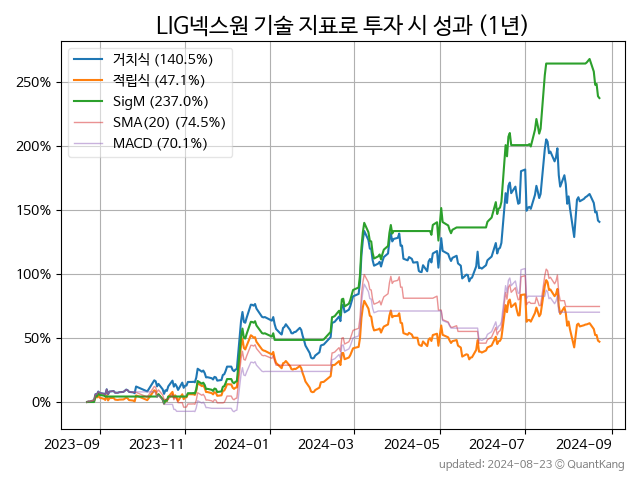 LIG넥스원 기술 지표로 투자 시 성과 (1년)
거치식 (140.5%)
적립식 (47.1%)
SigM (237.0%)
SMA(20) (74.5%)
MACD (70.1%)
250%
200%
150%
100%
50%
0%
2023-09 2023-11 2024-01 2024-03 2024-05 2024-07 2024-09
updated: 2024-08-23 © QuantKang